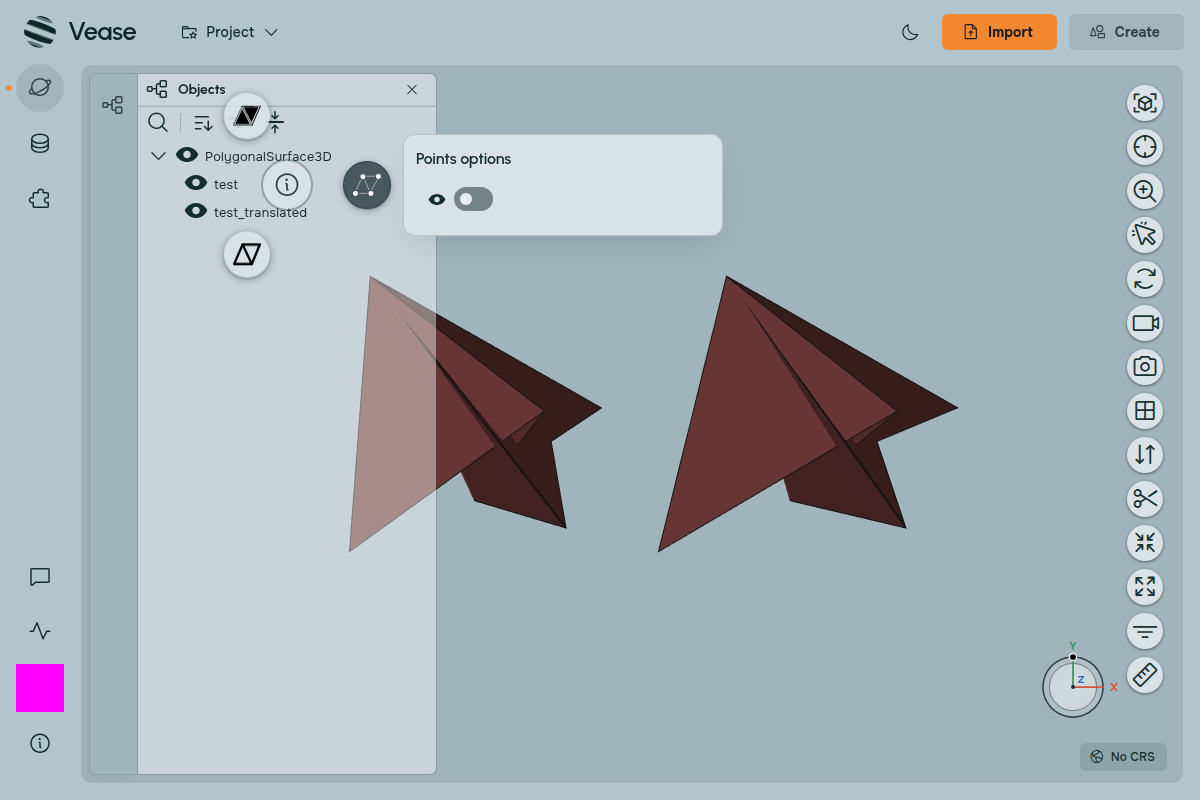 Vease
Project
Import
Create
Objects
PolygonalSurface3D
test
test_translated
Points options
Y
Z
X
No CRS